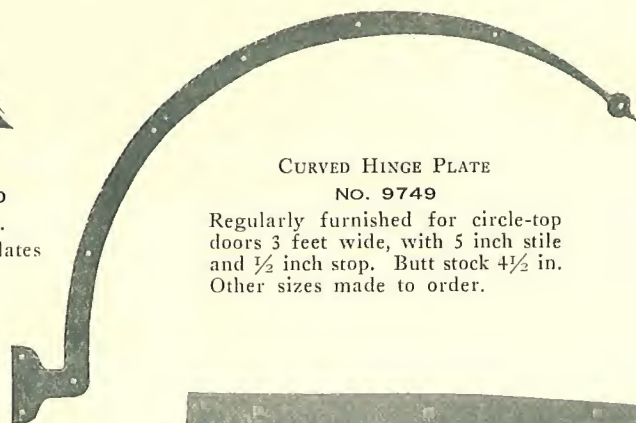 CURVED HINGE PLATE
NO. 9749
Regularly furnished for circle-top
doors 3 feet wide, with 5 inch stile
and ½ inch stop. Butt stock 4½ in.
Other sizes made to order.